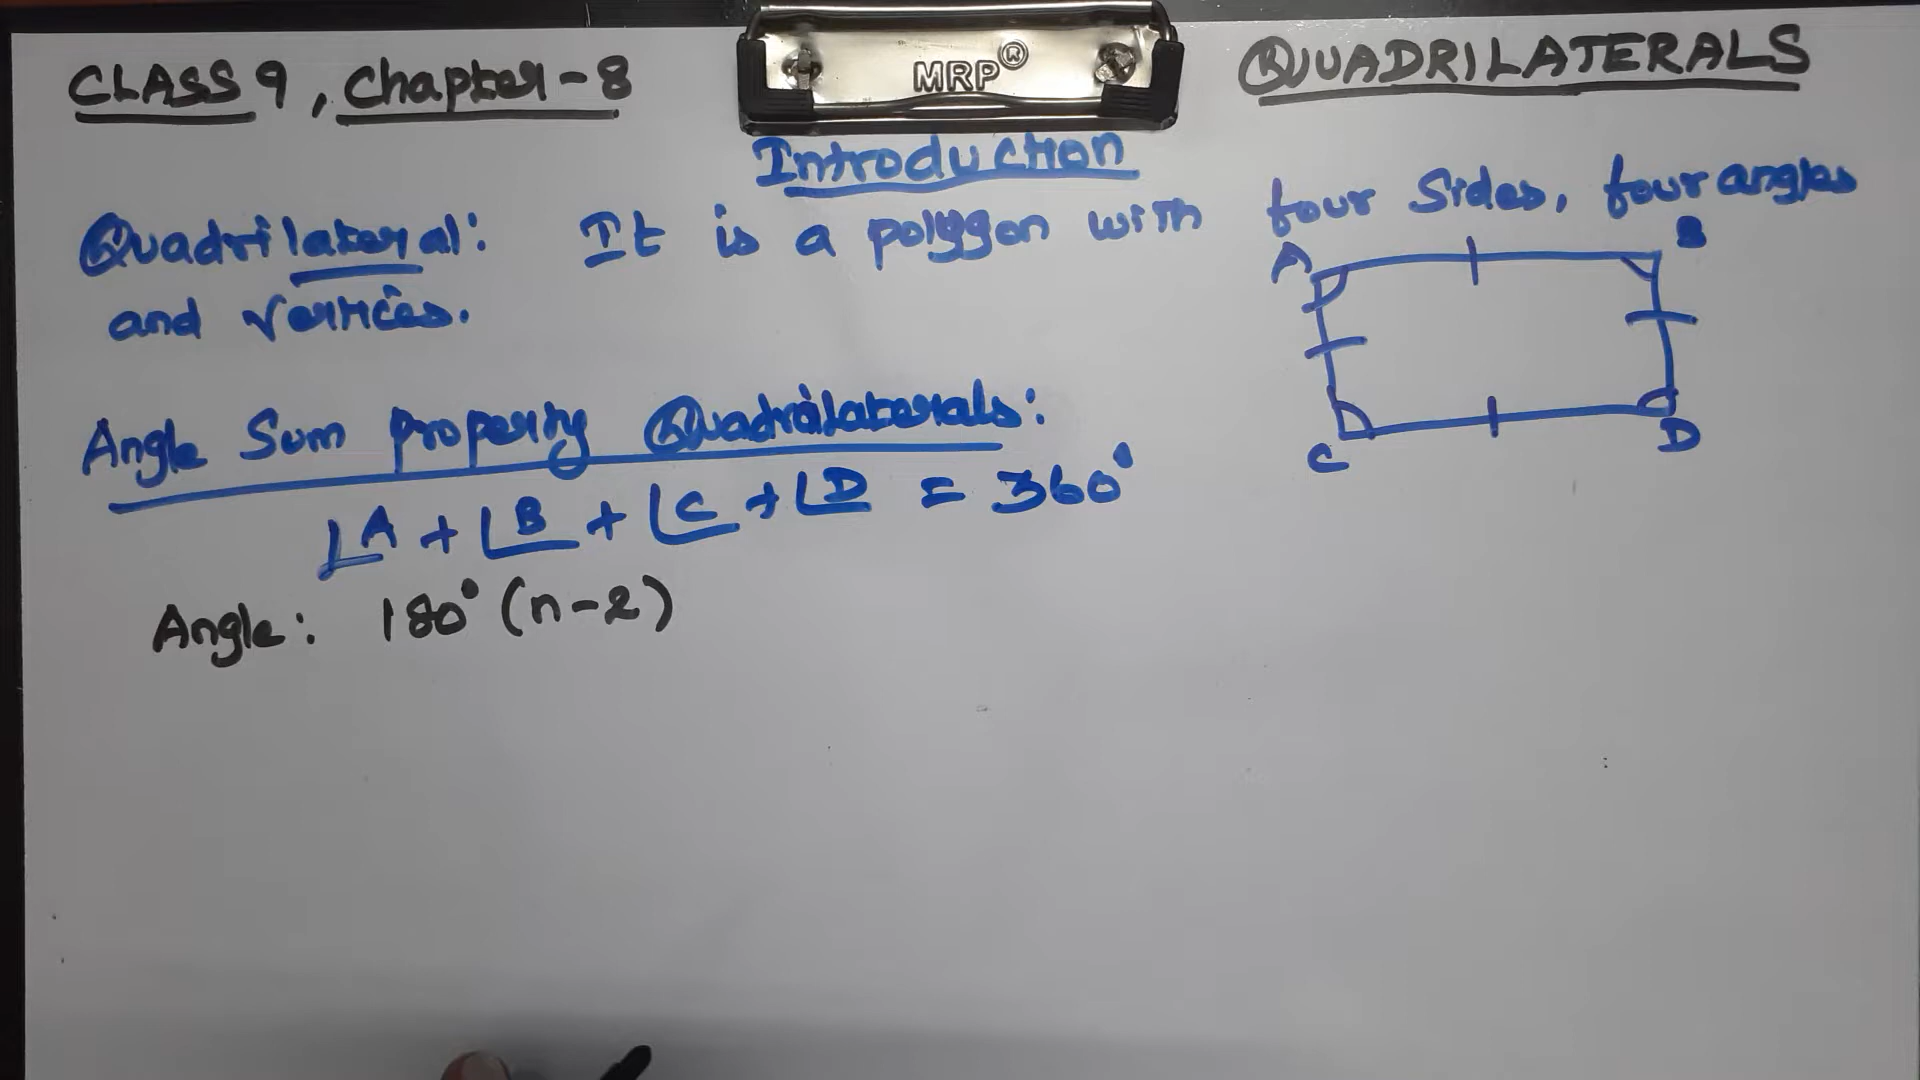 CLASS 9, Chapter-8
MRP®
QUADRILATERALS
Introduction
Quadrilateral: It is a polygon with four sides, four angles
and vertices.
A
B
C
D
Angle Sum Property Quadrilaterals:
∠A + ∠B + ∠C + ∠D = 360°
Angle: 180° (n-2)